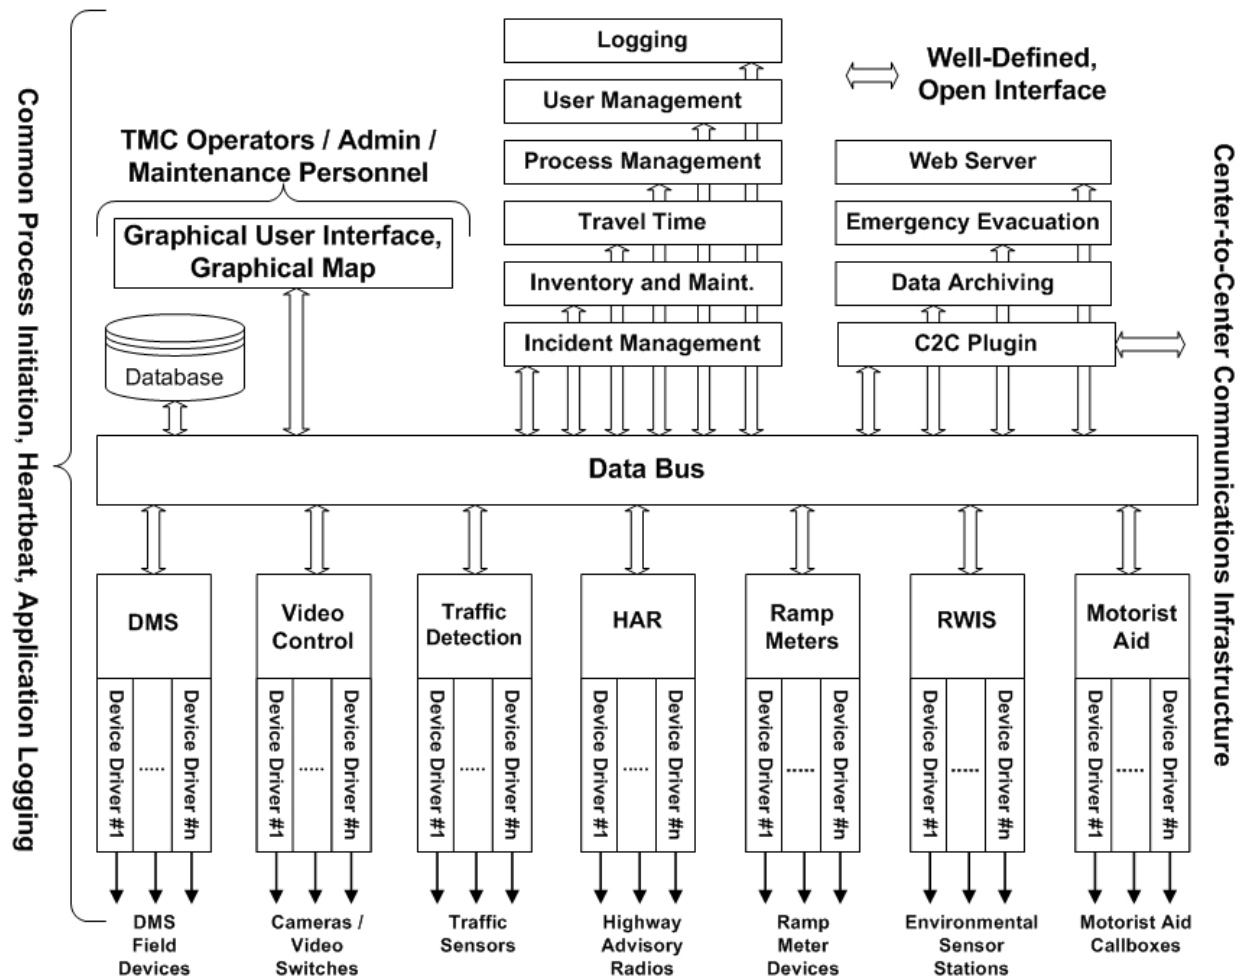 Common Process Initiation, Heartbeat, Application Logging
TMC Operators / Admin /
Maintenance Personnel
Graphical User Interface,
Graphical Map
Database
Logging
User Management
Process Management
Travel Time
Inventory and Maint.
Incident Management
Well-Defined,
Open Interface
Web Server
Emergency Evacuation
Data Archiving
C2C Plugin
Center-to-Center Communications Infrastructure
Data Bus
DMS
Device Driver #1
.....
Device Driver #n
DMS
Field
Devices
Video
Control
Device Driver #1
.....
Device Driver #n
Cameras /
Video
Switches
Traffic
Detection
Device Driver #1
.....
Device Driver #n
Traffic
Sensors
HAR
Device Driver #1
.....
Device Driver #n
Highway
Advisory
Radios
Ramp
Meters
Device Driver #1
.....
Device Driver #n
Ramp
Meter
Devices
RWIS
Device Driver #1
.....
Device Driver #n
Environmental
Sensor
Stations
Motorist
Aid
Device Driver #1
.....
Device Driver #n
Motorist Aid
Callboxes